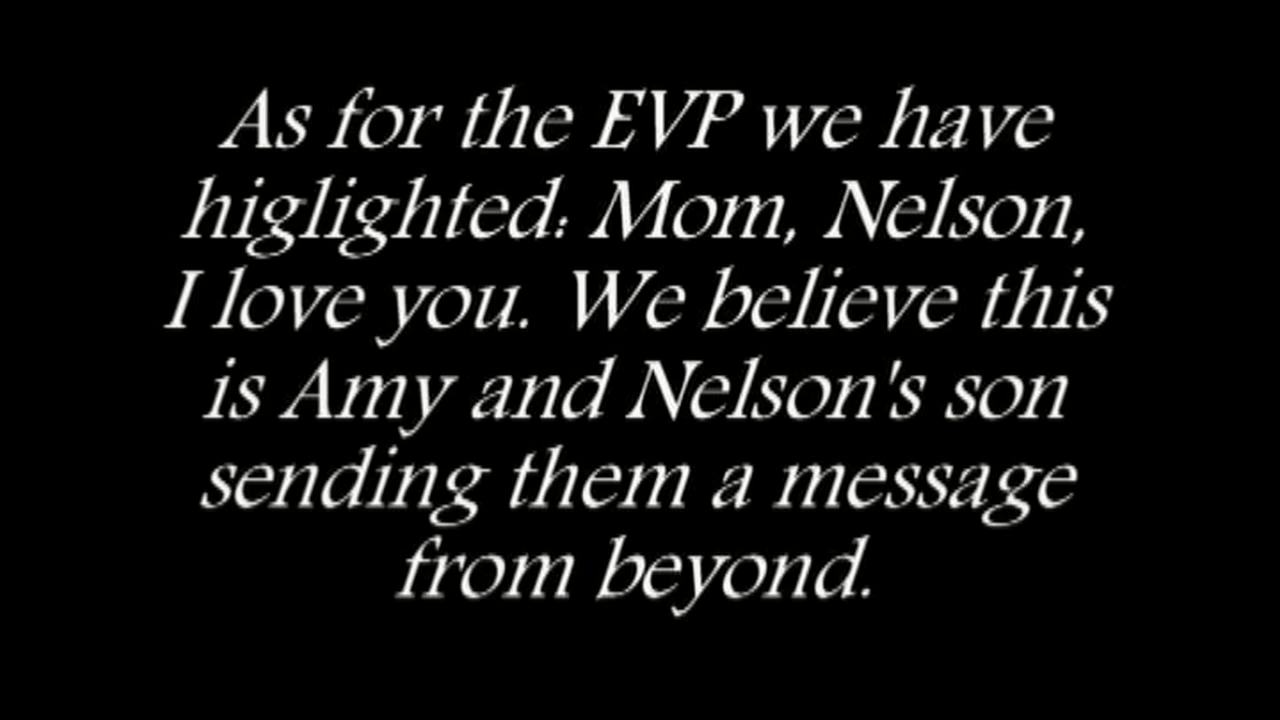 As for the EVP we have
higlighted: Mom, Nelson,
I love you. We believe this
is Amy and Nelson's son
sending them a message
from beyond.